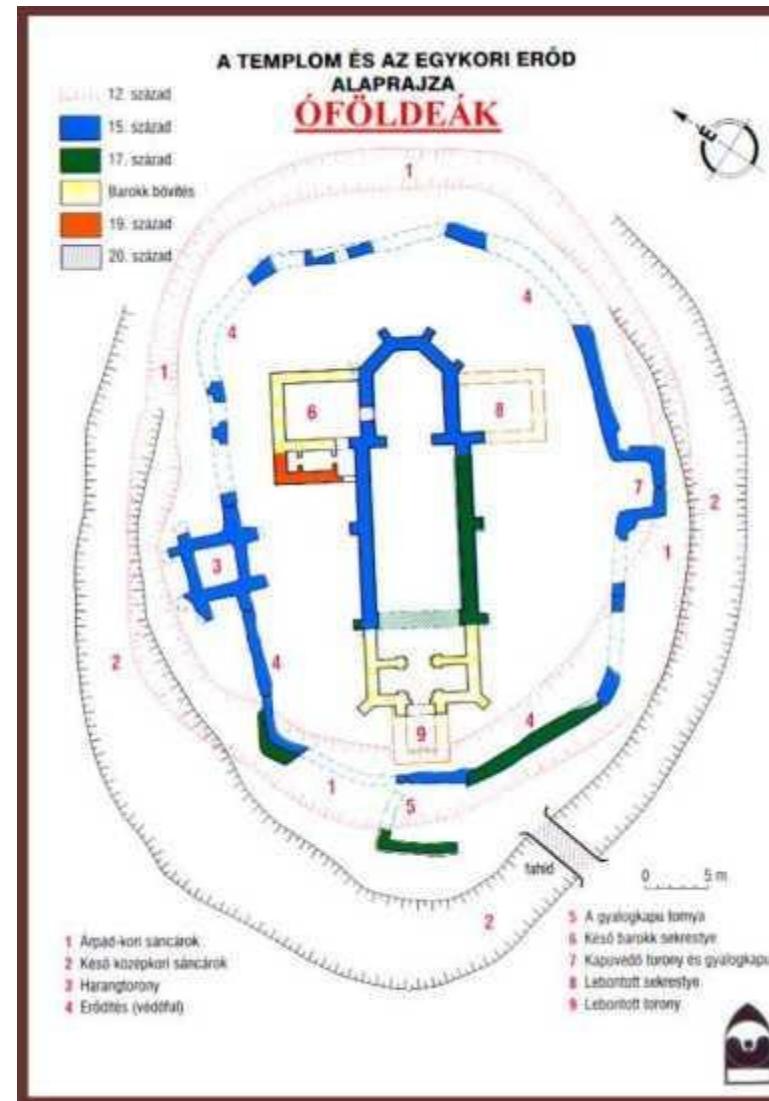 A TEMPLOM ÉS AZ EGYKORI ERŐD
ALAPRAJZA
ÓFÖLDEÁK
12. század
15. század
17. század
Barokk bővítés
19. század
20. század
É
1
4
4
1
6
8
7
2
3
1
2
4
4
9
1
5
fahíd
0 5 m
2
1 Árpád-kori sáncárok
2 Késő középkori sáncárok
3 Harangtorony
4 Erődítés (védőfal)
5 A gyalogkapu tornya
6 Késő barokk sekrestye
7 Kapuvédő torony és gyalogkapu
8 Lebontott sekrestye
9 Lebontott torony